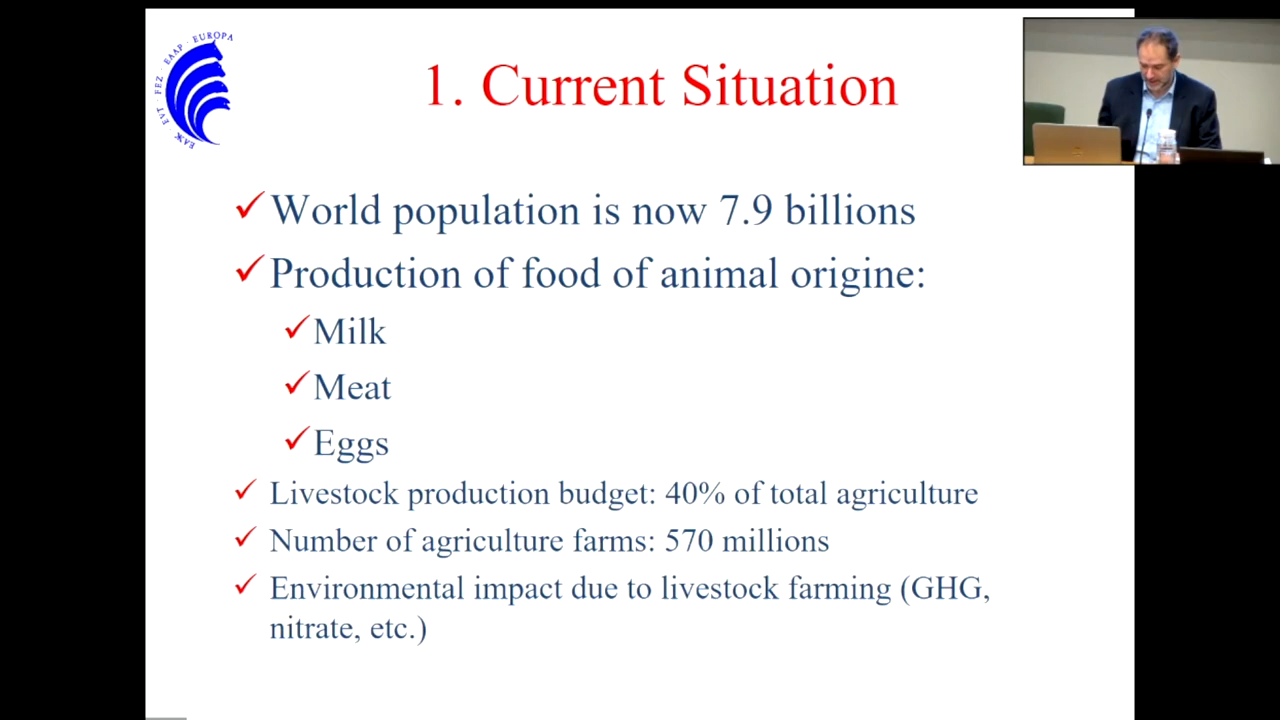 ЕАЖ · EVT · FEZ · EAAP · EUROPA
1. Current Situation
World population is now 7.9 billions
Production of food of animal origine:
Milk
Meat
Eggs
Livestock production budget: 40% of total agriculture
Number of agriculture farms: 570 millions
Environmental impact due to livestock farming (GHG,
nitrate, etc.)